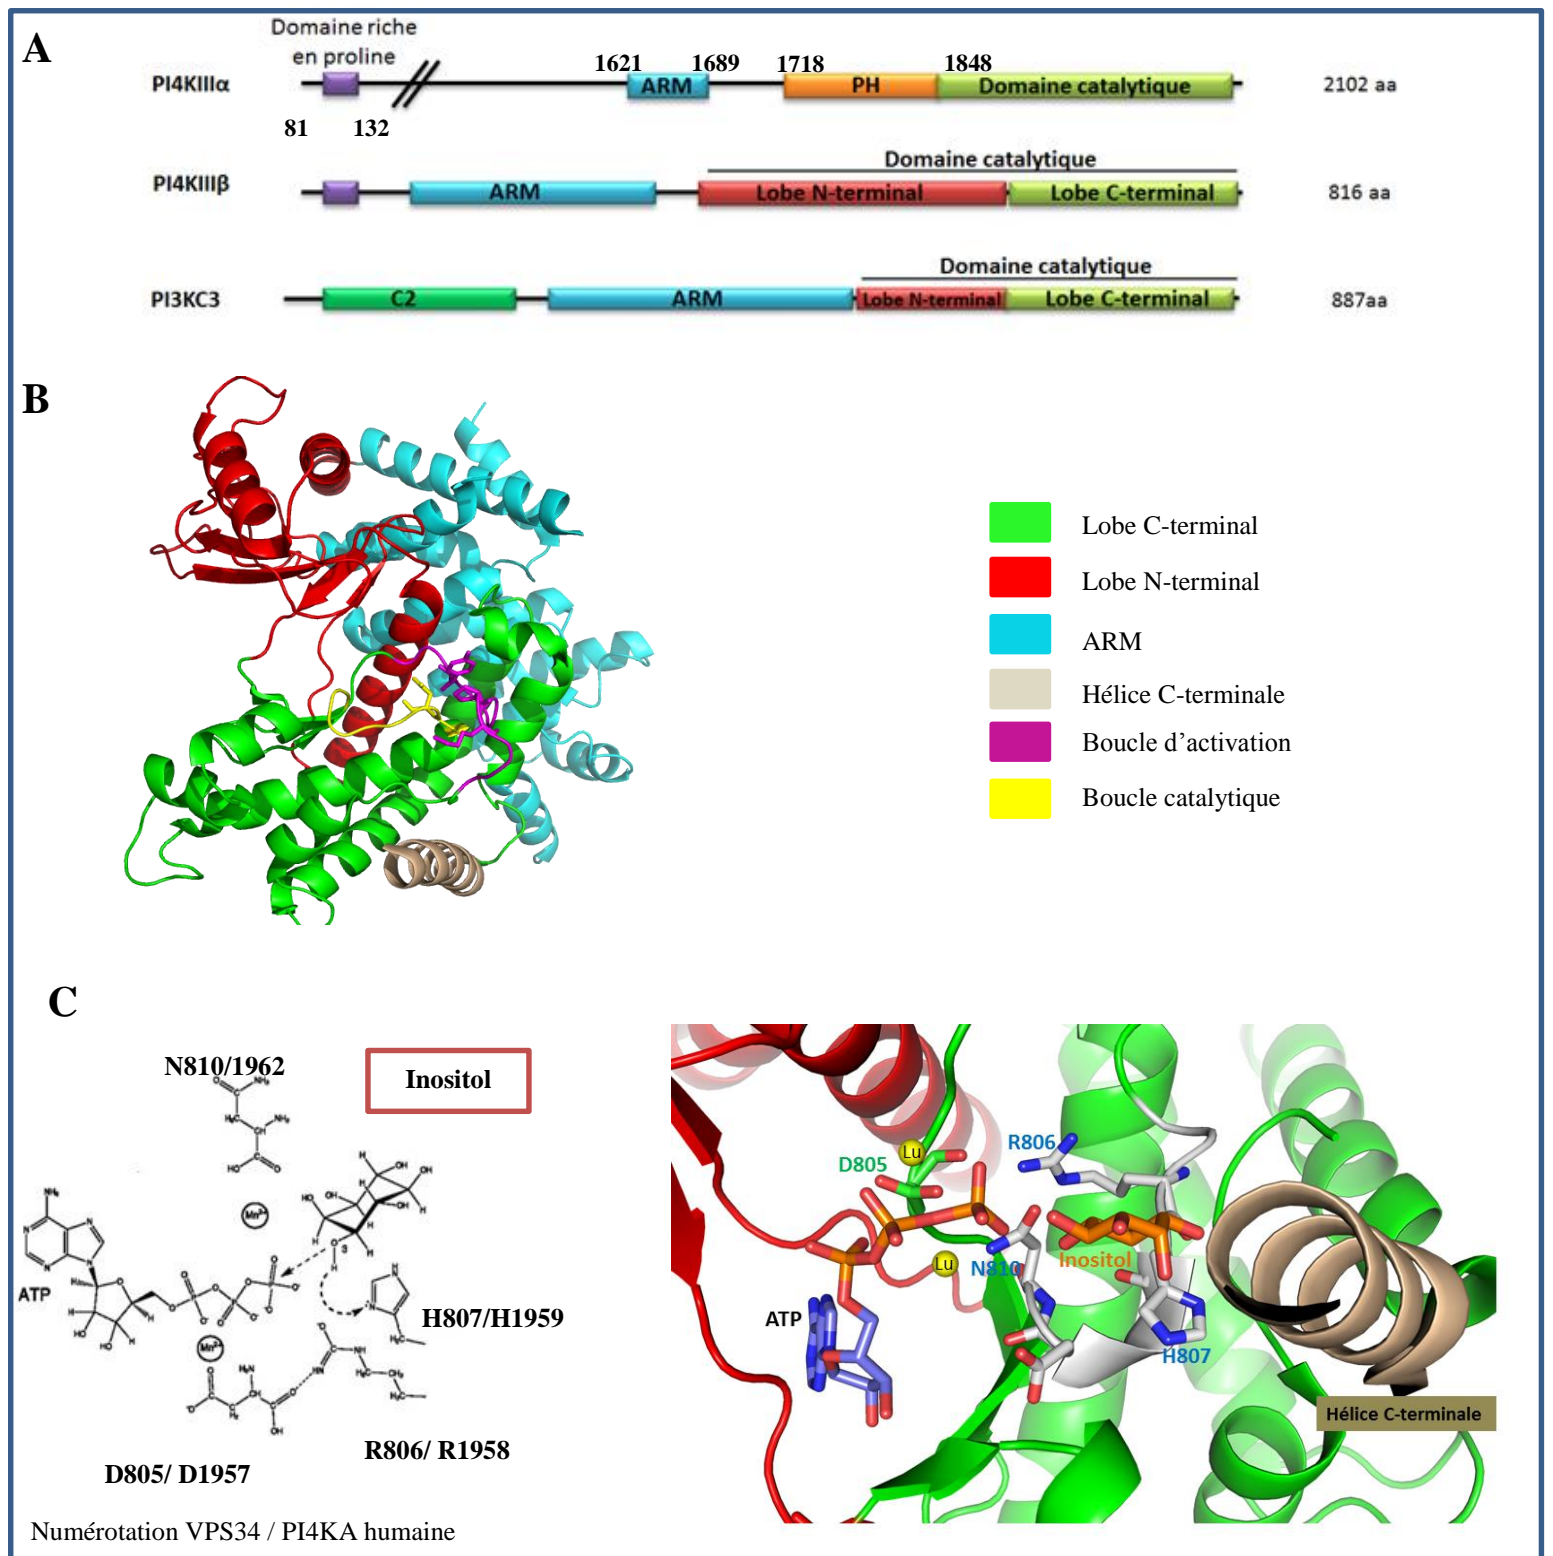 A
Domaine riche
en proline
1621 1689 1718 1848
PI4KIIIα ARM PH Domaine catalytique 2102 aa
81 132
Domaine catalytique
PI4KIIIβ ARM Lobe N-terminal Lobe C-terminal 816 aa
Domaine catalytique
PI3KC3 C2 ARM Lobe N-terminal Lobe C-terminal 887aa
B
Lobe C-terminal
Lobe N-terminal
ARM
Hélice C-terminale
Boucle d’activation
Boucle catalytique
C
N810/1962
Inositol
ATP
Mn²⁺
Mn²⁺
H807/H1959
R806/ R1958
D805/ D1957
Numérotation VPS34 / PI4KA humaine
R806
Lu
D805
Lu
N810
Inositol
ATP
H807
Hélice C-terminale